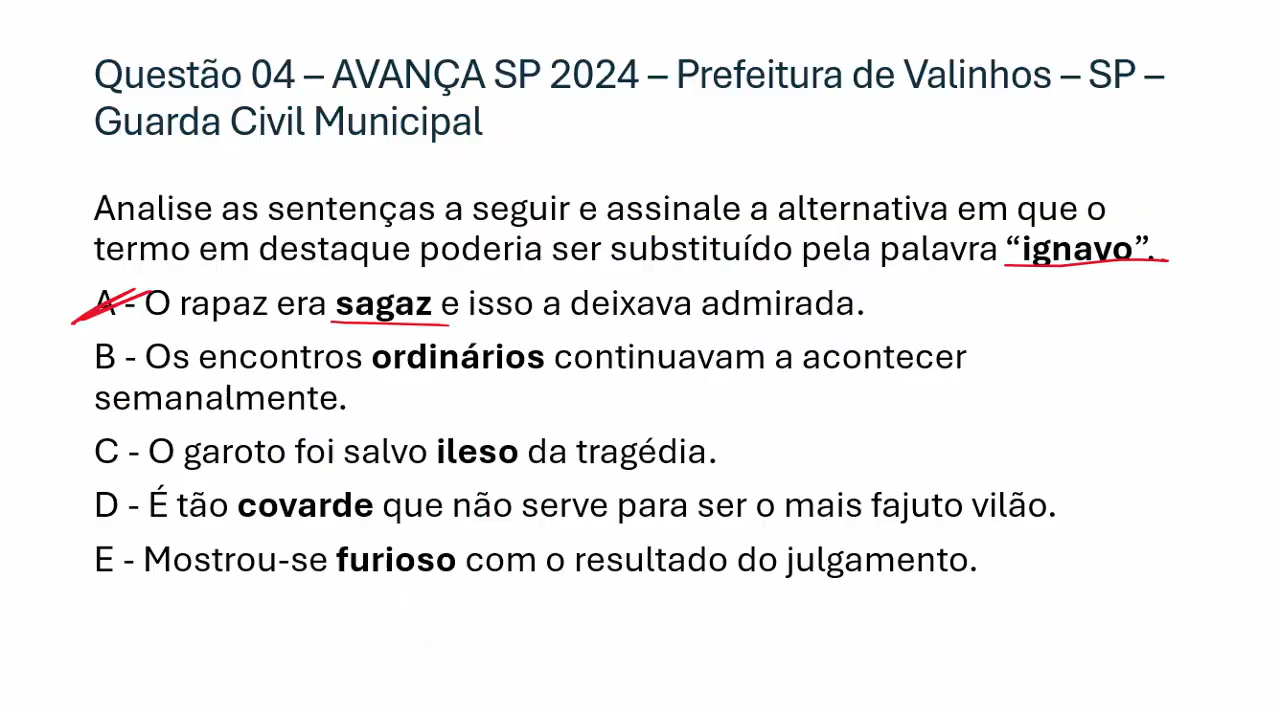 Questão 04 – AVANÇA SP 2024 – Prefeitura de Valinhos – SP –
Guarda Civil Municipal
Analise as sentenças a seguir e assinale a alternativa em que o
termo em destaque poderia ser substituído pela palavra “ignavo”.
A - O rapaz era sagaz e isso a deixava admirada.
B - Os encontros ordinários continuavam a acontecer
semanalmente.
C - O garoto foi salvo ileso da tragédia.
D - É tão covarde que não serve para ser o mais fajuto vilão.
E - Mostrou-se furioso com o resultado do julgamento.